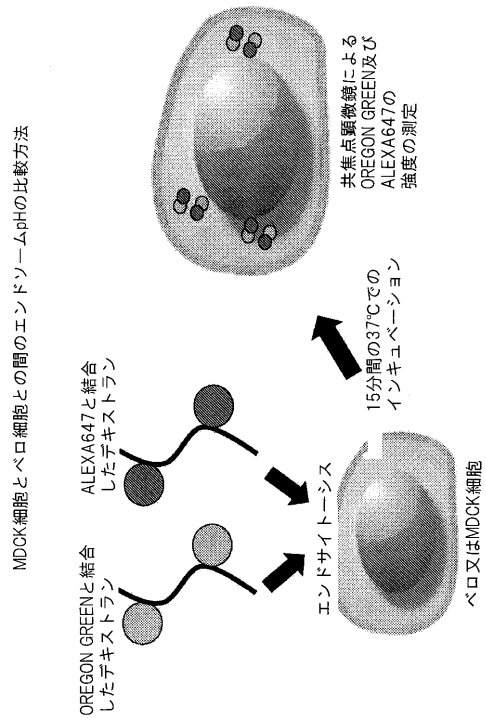 MDCK細胞とベロ細胞との間のエンドソームpHの比較方法
OREGON GREENと結合
したデキストラン
ALEXA647と結合
したデキストラン
エンドサイトーシス
ベロ又はMDCK細胞
15分間の37℃での
インキュベーション
共焦点顕微鏡による
OREGON GREEN及び
ALEXA647の
強度の測定